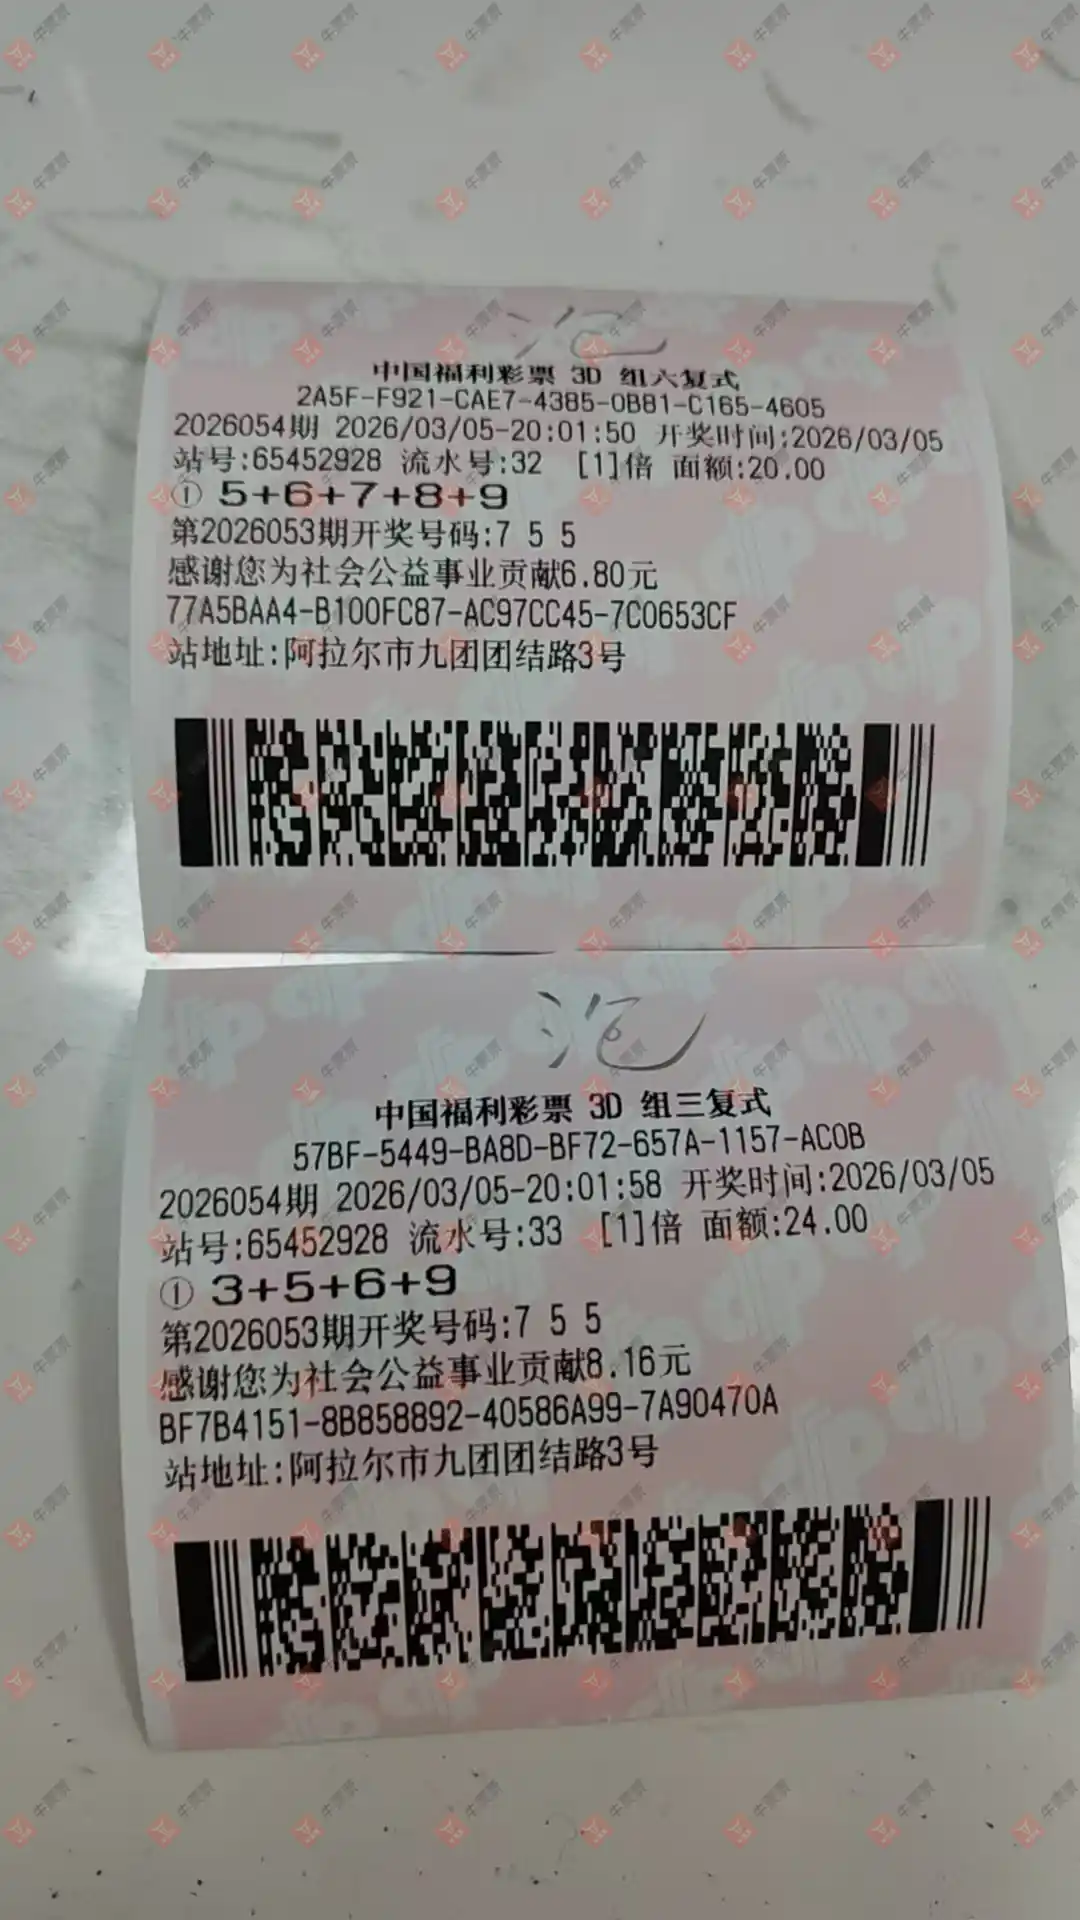 中国福利彩票 3D 组六复式
2A5F-F921-CAE7-4385-0B81-C165-4605
2026054期 2026/03/05-20:01:50 开奖时间:2026/03/05
站号:65452928 流水号:32 [1]倍 面额:20.00
① 5+6+7+8+9
第2026053期开奖号码:7 5 5
感谢您为社会公益事业贡献6.80元
77A5BAA4-B100FC87-AC97CC45-7C0653CF
站地址:阿拉尔市九团团结路3号
中国福利彩票 3D 组三复式
57BF-5449-BA8D-BF72-657A-1157-AC0B
2026054期 2026/03/05-20:01:58 开奖时间:2026/03/05
站号:65452928 流水号:33 [1]倍 面额:24.00
① 3+5+6+9
第2026053期开奖号码:7 5 5
感谢您为社会公益事业贡献8.16元
BF7B4151-8B858892-40586A99-7A90470A
站地址:阿拉尔市九团团结路3号